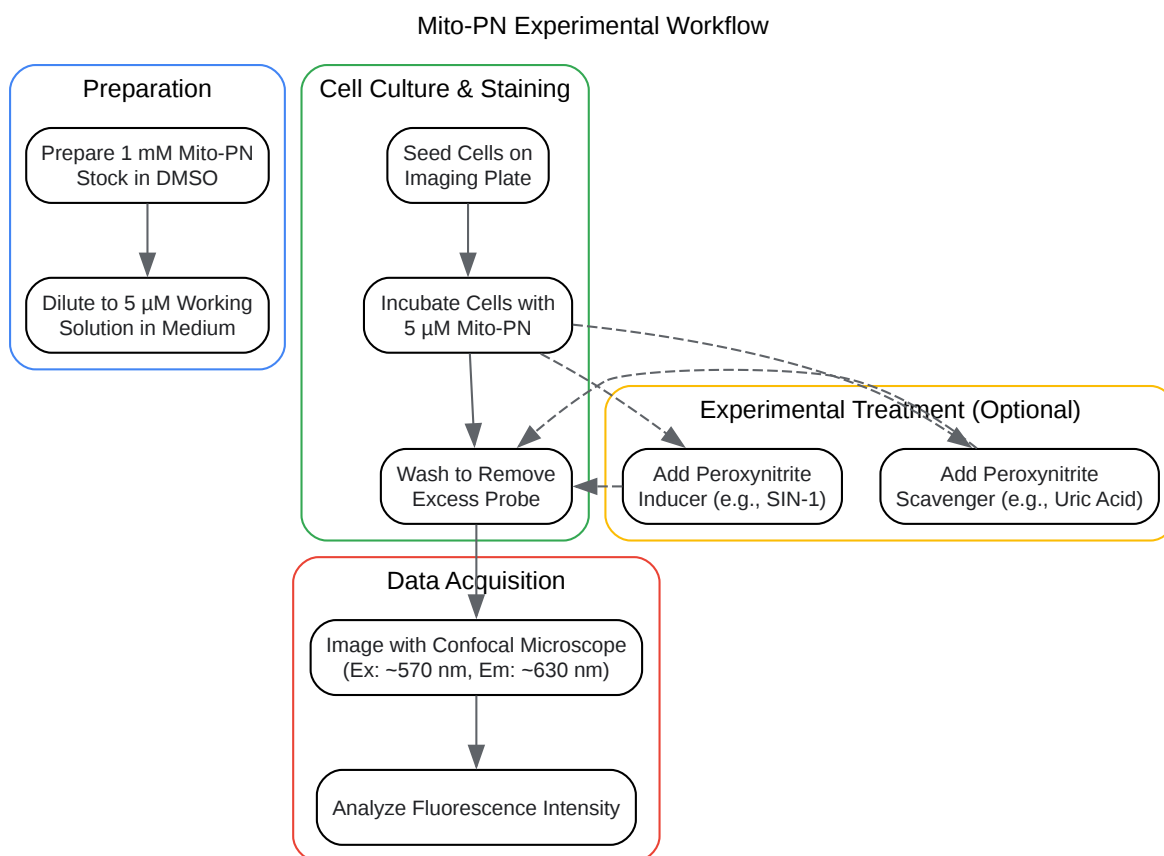 Mito-PN Experimental Workflow
Preparation
Prepare 1 mM Mito-PN
Stock in DMSO
Dilute to 5 µM Working
Solution in Medium
Cell Culture & Staining
Seed Cells on
Imaging Plate
Incubate Cells with
5 µM Mito-PN
Wash to Remove
Excess Probe
Experimental Treatment (Optional)
Add Peroxynitrite
Inducer (e.g., SIN-1)
Add Peroxynitrite
Scavenger (e.g., Uric Acid)
Data Acquisition
Image with Confocal Microscope
(Ex: ~570 nm, Em: ~630 nm)
Analyze Fluorescence Intensity